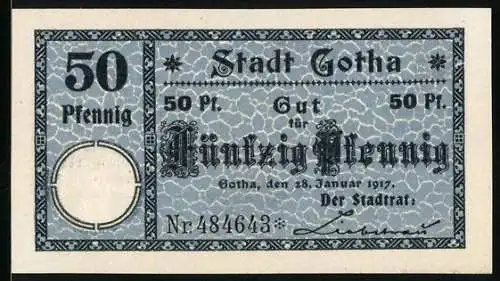 50
Pfennig
* Stadt Gotha *
50 Pf. Gut 50 Pf.
für
Fünfzig Pfennig
Gotha, den 28. Januar 1917.
Der Stadtrat:
Nr 484643*
Liebetrau